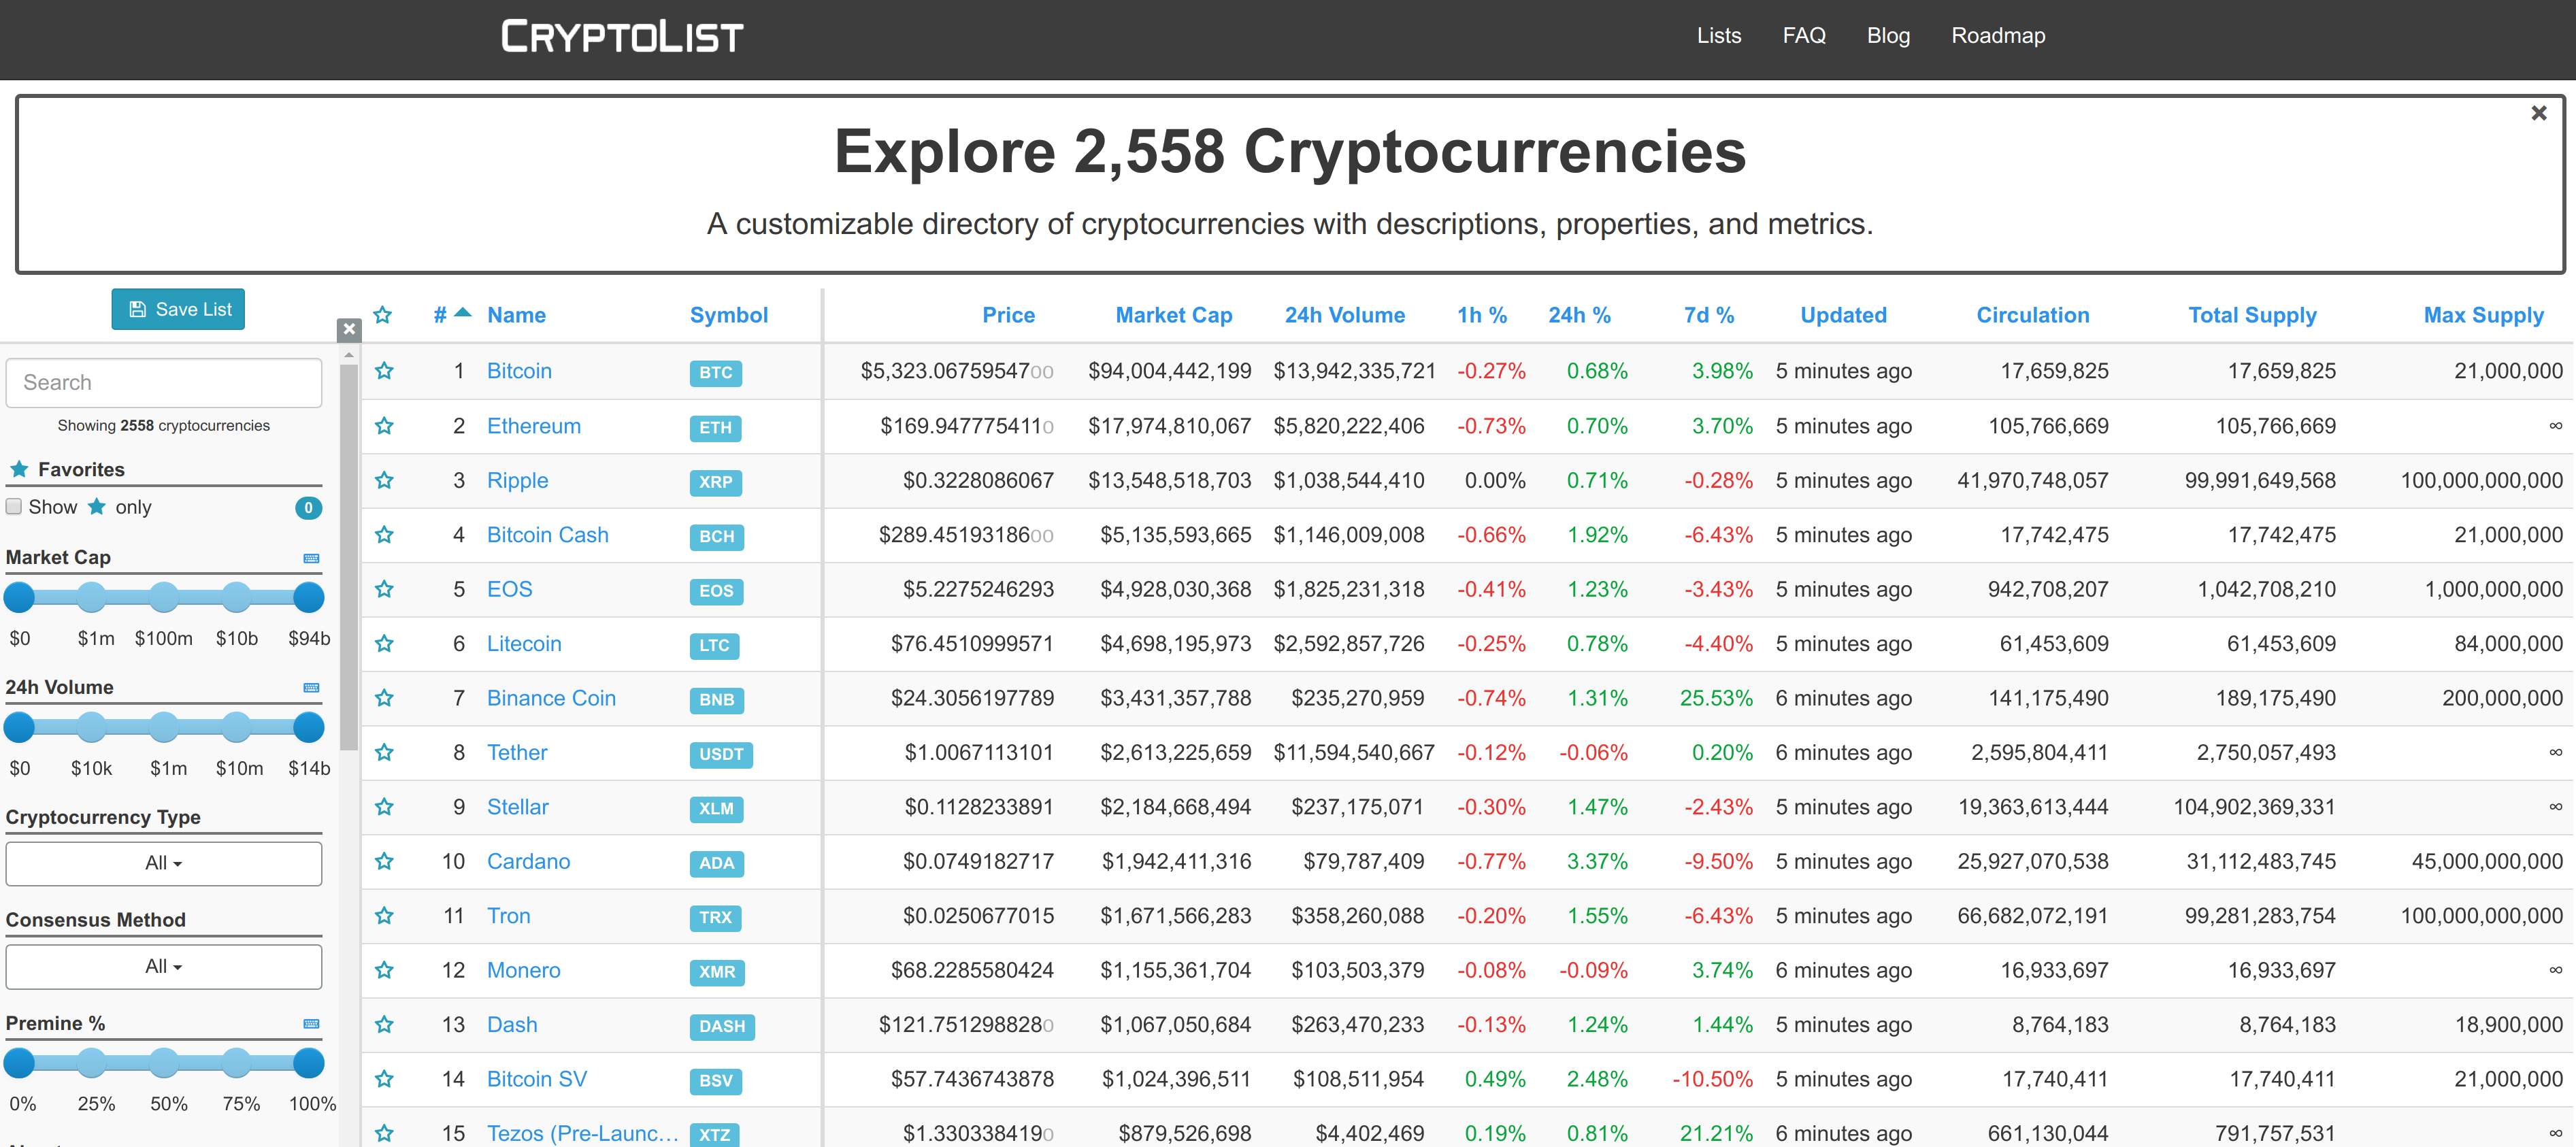 CRYPTOLIST Lists FAQ Blog Roadmap
Explore 2,558 Cryptocurrencies
A customizable directory of cryptocurrencies with descriptions, properties, and metrics.
Save List
Search
Showing 2558 cryptocurrencies
Favorites
Show only 0
Market Cap
$0 $1m $100m $10b $94b
24h Volume
$0 $10k $1m $10m $14b
Cryptocurrency Type
All
Consensus Method
All
Premine %
0% 25% 50% 75% 100%
# Name Symbol Price Market Cap 24h Volume 1h % 24h % 7d % Updated Circulation Total Supply Max Supply
1 Bitcoin BTC $5,323.0675954700 $94,004,442,199 $13,942,335,721 -0.27% 0.68% 3.98% 5 minutes ago 17,659,825 17,659,825 21,000,000
2 Ethereum ETH $169.9477754110 $17,974,810,067 $5,820,222,406 -0.73% 0.70% 3.70% 5 minutes ago 105,766,669 105,766,669 ∞
3 Ripple XRP $0.3228086067 $13,548,518,703 $1,038,544,410 0.00% 0.71% -0.28% 5 minutes ago 41,970,748,057 99,991,649,568 100,000,000,000
4 Bitcoin Cash BCH $289.4519318600 $5,135,593,665 $1,146,009,008 -0.66% 1.92% -6.43% 5 minutes ago 17,742,475 17,742,475 21,000,000
5 EOS EOS $5.2275246293 $4,928,030,368 $1,825,231,318 -0.41% 1.23% -3.43% 5 minutes ago 942,708,207 1,042,708,210 1,000,000,000
6 Litecoin LTC $76.4510999571 $4,698,195,973 $2,592,857,726 -0.25% 0.78% -4.40% 5 minutes ago 61,453,609 61,453,609 84,000,000
7 Binance Coin BNB $24.3056197789 $3,431,357,788 $235,270,959 -0.74% 1.31% 25.53% 6 minutes ago 141,175,490 189,175,490 200,000,000
8 Tether USDT $1.0067113101 $2,613,225,659 $11,594,540,667 -0.12% -0.06% 0.20% 6 minutes ago 2,595,804,411 2,750,057,493 ∞
9 Stellar XLM $0.1128233891 $2,184,668,494 $237,175,071 -0.30% 1.47% -2.43% 5 minutes ago 19,363,613,444 104,902,369,331 ∞
10 Cardano ADA $0.0749182717 $1,942,411,316 $79,787,409 -0.77% 3.37% -9.50% 5 minutes ago 25,927,070,538 31,112,483,745 45,000,000,000
11 Tron TRX $0.0250677015 $1,671,566,283 $358,260,088 -0.20% 1.55% -6.43% 5 minutes ago 66,682,072,191 99,281,283,754 100,000,000,000
12 Monero XMR $68.2285580424 $1,155,361,704 $103,503,379 -0.08% -0.09% 3.74% 6 minutes ago 16,933,697 16,933,697 ∞
13 Dash DASH $121.7512988280 $1,067,050,684 $263,470,233 -0.13% 1.24% 1.44% 5 minutes ago 8,764,183 8,764,183 18,900,000
14 Bitcoin SV BSV $57.7436743878 $1,024,396,511 $108,511,954 0.49% 2.48% -10.50% 5 minutes ago 17,740,411 17,740,411 21,000,000
15 Tezos (Pre-Launc... XTZ $1.3303384190 $879,526,698 $4,402,469 0.19% 0.81% 21.21% 6 minutes ago 661,130,044 791,757,531 ∞